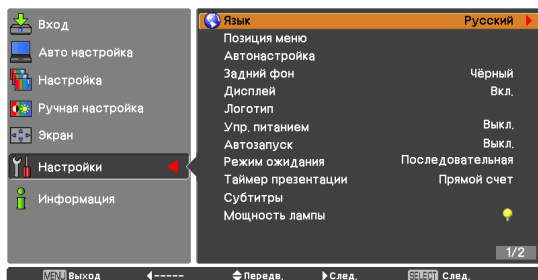 Вход
Авто настройка
Настройка
Ручная настройка
Экран
Настройки
Информация
Язык Русский
Позиция меню
Автонастройка
Задний фон Чёрный
Дисплей Вкл.
Логотип
Упр. питанием Выкл.
Автозапуск Выкл.
Режим ожидания Последовательная
Таймер презентации Прямой счет
Субтитры
Мощность лампы
1/2
MENU Выход ----- Передв. След. SELECT След.